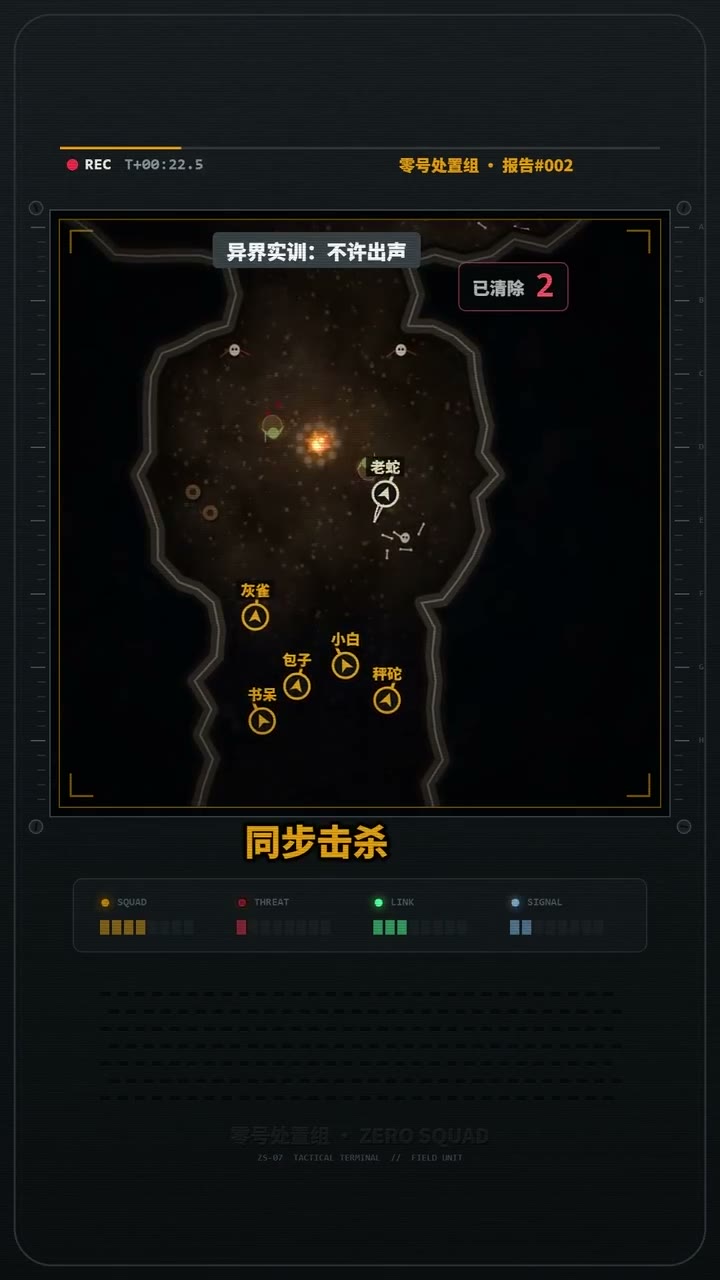 REC T+00:22.5
零号处置组 · 报告#002
异界实训：不许出声
已清除 2
老蛇
灰雀
小白
包子
秤砣
书呆
同步击杀
SQUAD THREAT LINK SIGNAL
零号处置组 · ZERO SQUAD
ZS-07 TACTICAL TERMINAL // FIELD UNIT